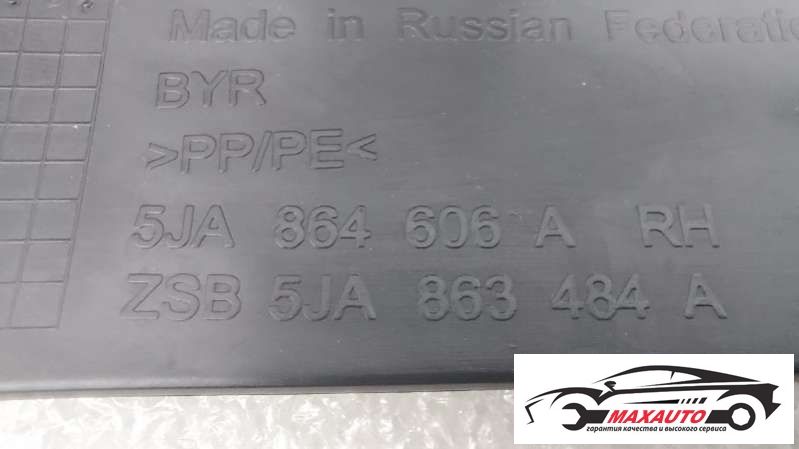 Made in Russian Federatio
BYR
>PP/PE<
5JA 864 606 A RH
ZSB 5JA 863 484 A
MAXAUTO
гарантия качества и высокого сервиса